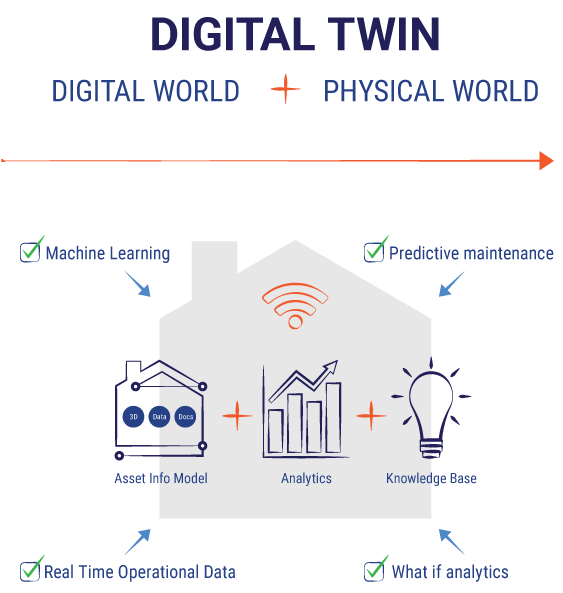 DIGITAL TWIN
DIGITAL WORLD + PHYSICAL WORLD
Machine Learning
Predictive maintenance
3D Data Docs
Asset Info Model
Analytics
Knowledge Base
Real Time Operational Data
What if analytics